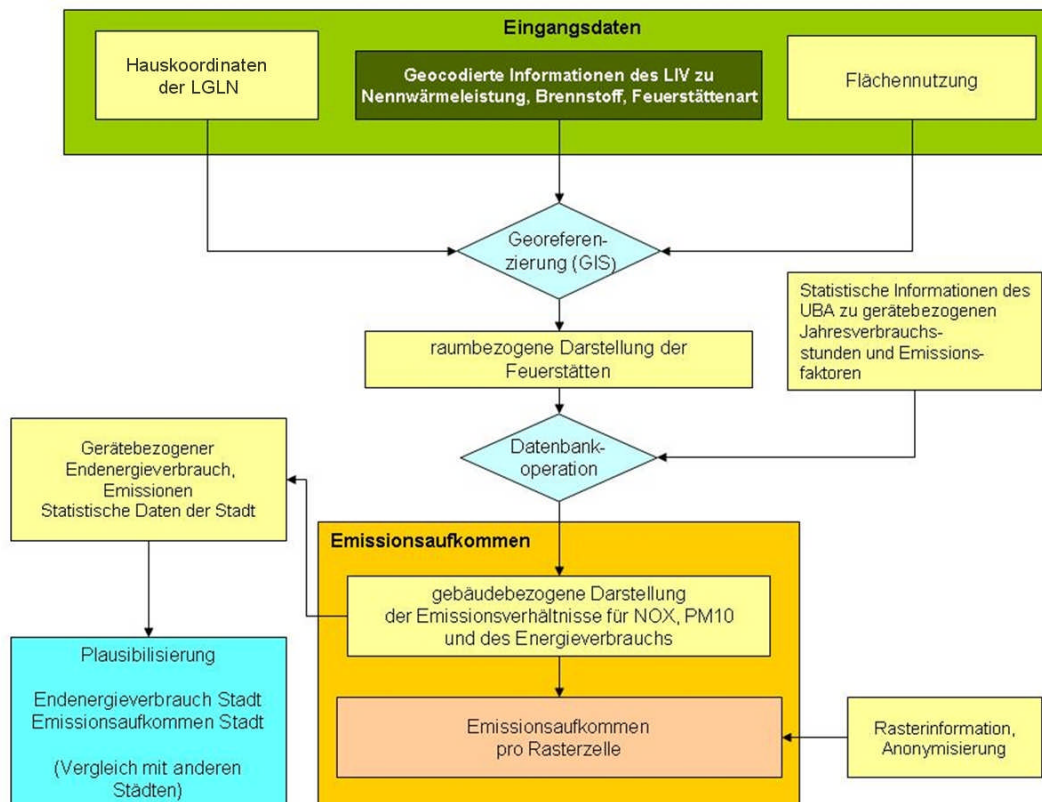 Eingangsdaten
Hauskoordinaten
der LGLN
Geocodierte Informationen des LIV zu
Nennwärmeleistung, Brennstoff, Feuerstättenart
Flächennutzung
Georeferen-
zierung (GIS)
Statistische Informationen des
UBA zu gerätebezogenen
Jahresverbrauchs-
stunden und Emissions-
faktoren
raumbezogene Darstellung der
Feuerstätten
Datenbank-
operation
Gerätebezogener
Endenergieverbrauch,
Emissionen
Statistische Daten der Stadt
Emissionsaufkommen
gebäudebezogene Darstellung
der Emissionsverhältnisse für NOX, PM10
und des Energieverbrauchs
Plausibilisierung
Endenergieverbrauch Stadt
Emissionsaufkommen Stadt
(Vergleich mit anderen
Städten)
Emissionsaufkommen
pro Rasterzelle
Rasterinformation,
Anonymisierung